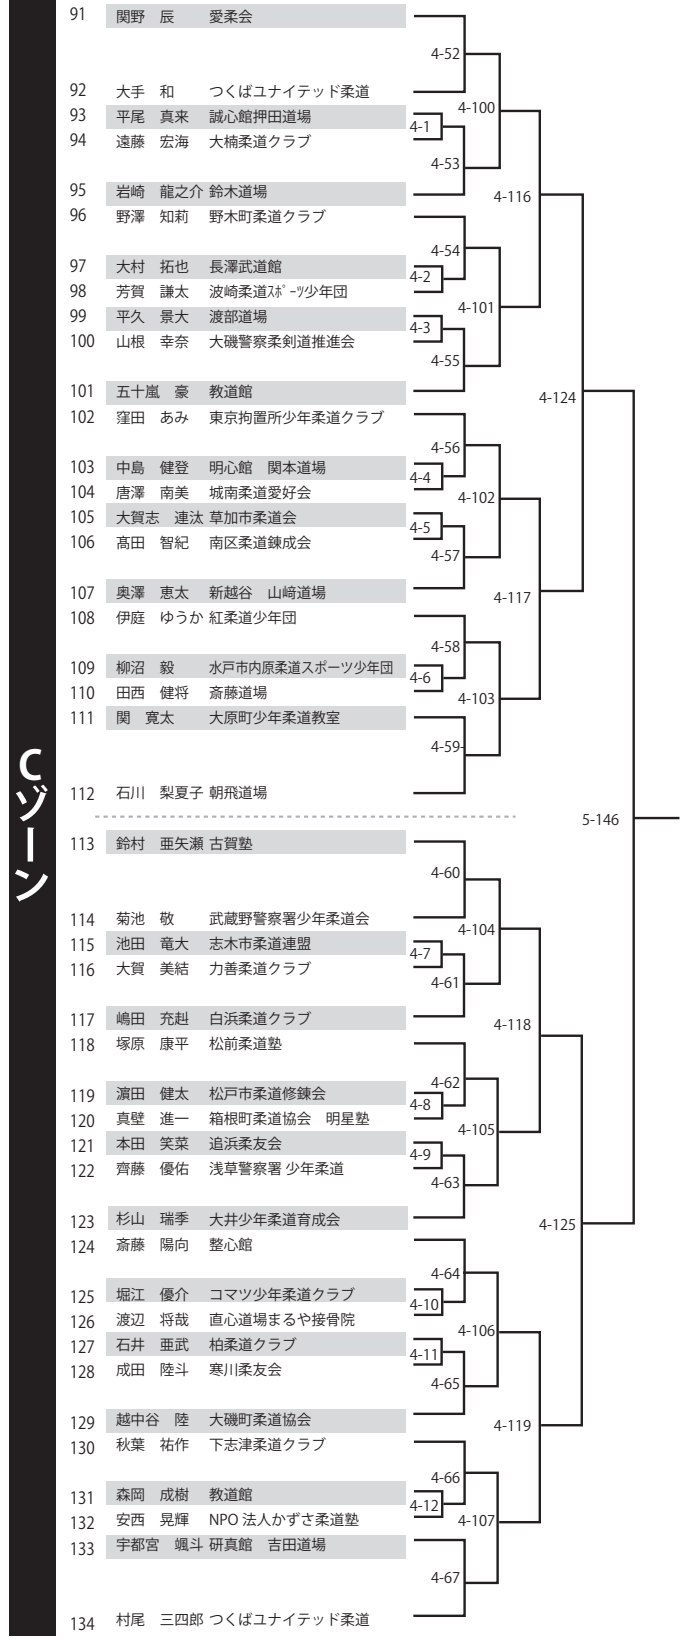 Cゾーン
91 関野　辰 愛柔会
4-52
92 大手　和 つくばユナイテッド柔道
4-100
93 平尾　真来 誠心館押田道場
4-1
94 遠藤　宏海 大楠柔道クラブ
4-53
95 岩崎　龍之介 鈴木道場
4-116
96 野澤　知莉 野木町柔道クラブ
4-54
97 大村　拓也 長澤武道館
4-2
98 芳賀　謙太 波崎柔道ｽﾎﾟｰﾂ少年団
4-101
99 平久　景大 渡部道場
4-3
100 山根　幸奈 大磯警察柔剣道推進会
4-55
101 五十嵐　豪 教道館
4-124
102 窪田　あみ 東京拘置所少年柔道クラブ
4-56
103 中島　健登 明心館　関本道場
4-4
104 唐澤　南美 城南柔道愛好会
4-102
105 大賀志　連汰 草加市柔道会
4-5
106 髙田　智紀 南区柔道錬成会
4-57
107 奥澤　恵太 新越谷　山﨑道場
4-117
108 伊庭　ゆうか 紅柔道少年団
4-58
109 柳沼　毅 水戸市内原柔道スポーツ少年団
4-6
110 田西　健将 斎藤道場
4-103
111 関　寛太 大原町少年柔道教室
4-59
112 石川　梨夏子 朝飛道場
5-146
113 鈴村　亜矢瀬 古賀塾
4-60
114 菊池　敬 武蔵野警察署少年柔道会
4-104
115 池田　竜大 志木市柔道連盟
4-7
116 大賀　美結 力善柔道クラブ
4-61
117 嶋田　充赳 白浜柔道クラブ
4-118
118 塚原　康平 松前柔道塾
4-62
119 濵田　健太 松戸市柔道修錬会
4-8
120 真壁　進一 箱根町柔道協会　明星塾
4-105
121 本田　笑菜 追浜柔友会
4-9
122 齊藤　優佑 浅草警察署 少年柔道
4-63
123 杉山　瑞季 大井少年柔道育成会
4-125
124 斎藤　陽向 整心館
4-64
125 堀江　優介 コマツ少年柔道クラブ
4-10
126 渡辺　将哉 直心道場まるや接骨院
4-106
127 石井　亜武 柏柔道クラブ
4-11
128 成田　陸斗 寒川柔友会
4-65
129 越中谷　陸 大磯町柔道協会
4-119
130 秋葉　祐作 下志津柔道クラブ
4-66
131 森岡　成樹 教道館
4-12
132 安西　晃輝 NPO 法人かずさ柔道塾
4-107
133 宇都宮　颯斗 研真館　吉田道場
4-67
134 村尾　三四郎 つくばユナイテッド柔道